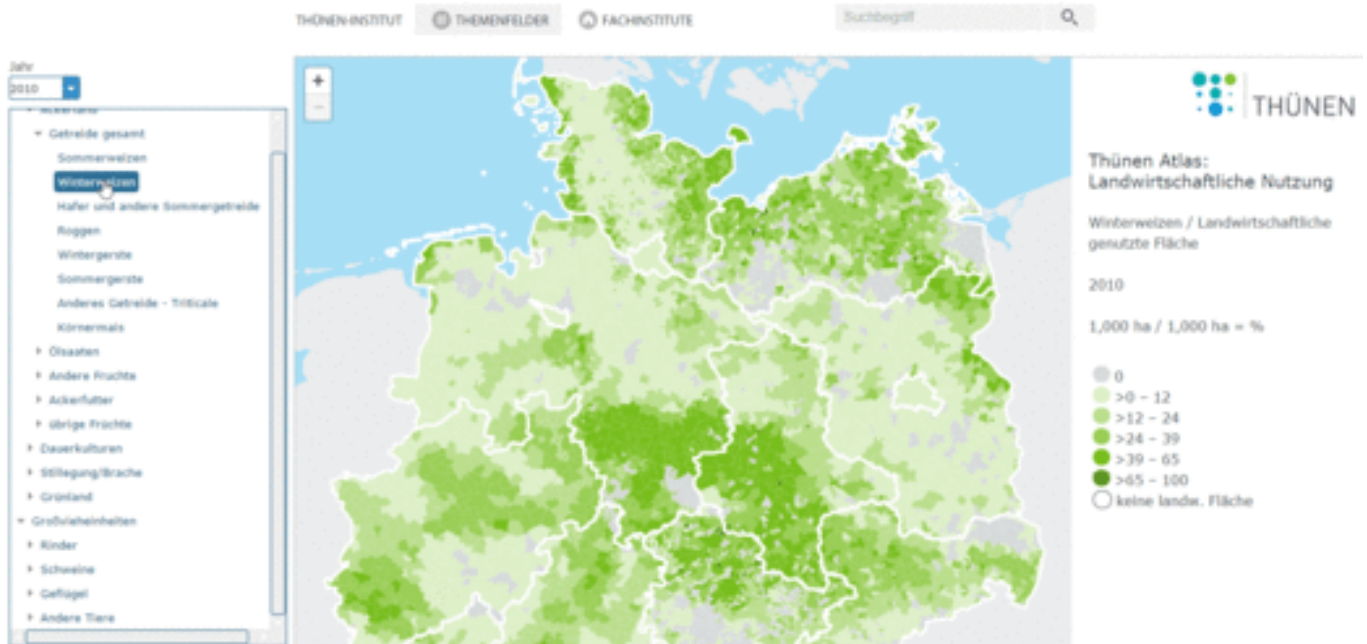 THÜNEN-INSTITUT
THEMENFELDER
FACHINSTITUTE
Suchbegriff
Jahr
2010
Ackerland
Getreide gesamt
Sommerweizen
Winterweizen
Hafer und andere Sommergetreide
Roggen
Wintergerste
Sommergerste
Anderes Getreide - Triticale
Körnermais
Ölsaaten
Andere Früchte
Ackerfutter
übrige Früchte
Dauerkulturen
Stillegung/Brache
Grünland
Großvieheinheiten
Rinder
Schweine
Geflügel
Andere Tiere
+
−
THÜNEN
Thünen Atlas:
Landwirtschaftliche Nutzung
Winterweizen / Landwirtschaftliche
genutzte Fläche
2010
1,000 ha / 1,000 ha = %
0
>0 – 12
>12 – 24
>24 – 39
>39 – 65
>65 – 100
keine landw. Fläche